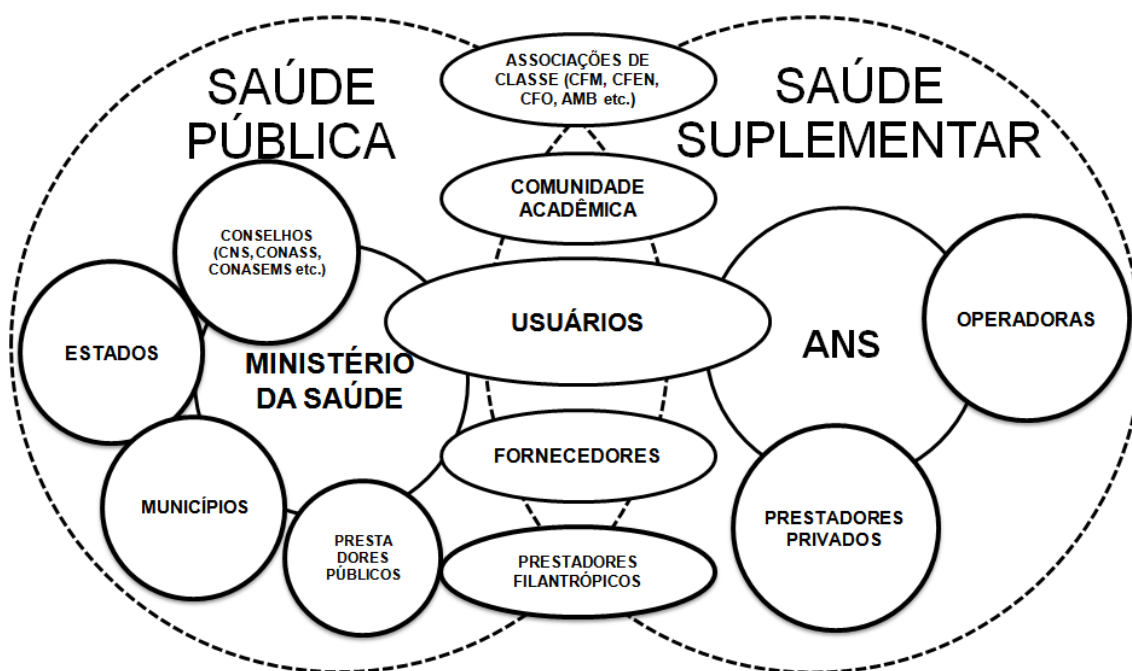 SAÚDE
PÚBLICA
ASSOCIAÇÕES DE
CLASSE (CFM, CFEN,
CFO, AMB etc.)
SAÚDE
SUPLEMENTAR
COMUNIDADE
ACADÊMICA
CONSELHOS
(CNS, CONASS,
CONASEMS etc.)
USUÁRIOS
OPERADORAS
ESTADOS
MINISTÉRIO
DA SAÚDE
ANS
FORNECEDORES
MUNICÍPIOS
PRESTADORES
PRIVADOS
PRESTA
DORES
PÚBLICOS
PRESTADORES
FILANTRÓPICOS